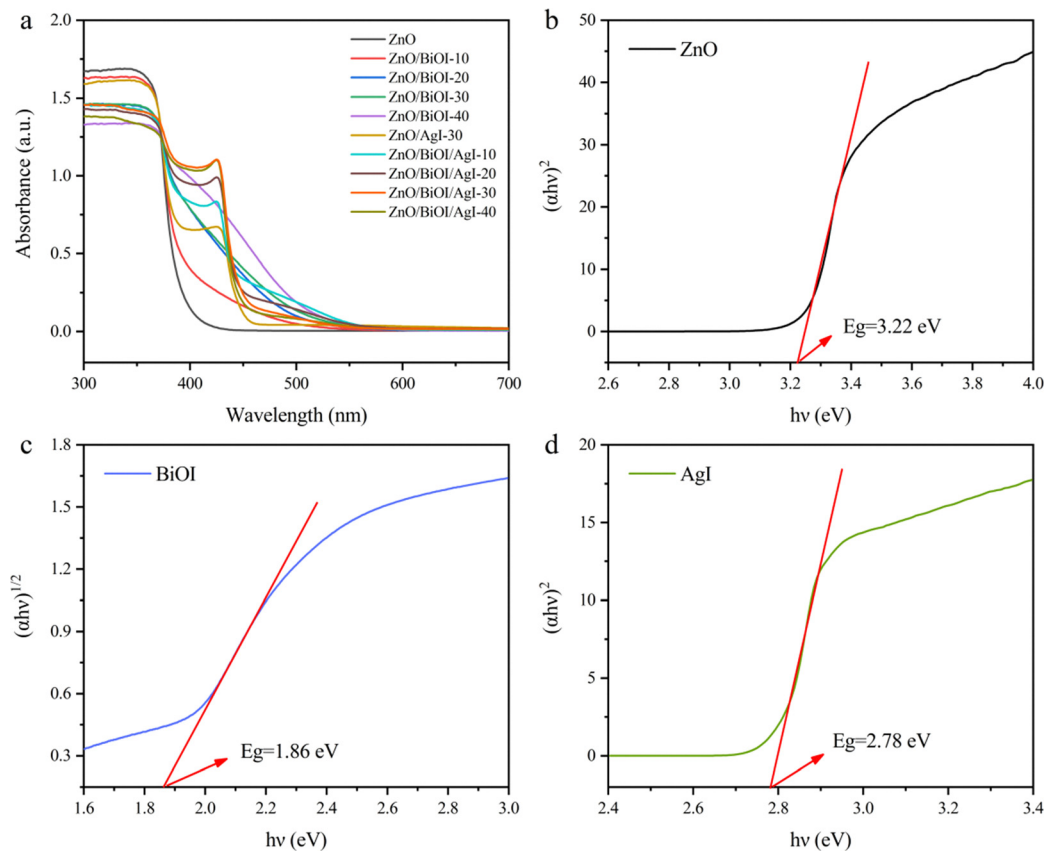 a
2.0
1.5
1.0
0.5
0.0
Absorbance (a.u.)
300 400 500 600 700
Wavelength (nm)
ZnO
ZnO/BiOI-10
ZnO/BiOI-20
ZnO/BiOI-30
ZnO/BiOI-40
ZnO/AgI-30
ZnO/BiOI/AgI-10
ZnO/BiOI/AgI-20
ZnO/BiOI/AgI-30
ZnO/BiOI/AgI-40
b
50
40
30
20
10
0
(αhν)²
ZnO
Eg=3.22 eV
2.6 2.8 3.0 3.2 3.4 3.6 3.8 4.0
hν (eV)
c
1.8
1.5
1.2
0.9
0.6
0.3
(αhν)^1/2
BiOI
Eg=1.86 eV
1.6 1.8 2.0 2.2 2.4 2.6 2.8 3.0
hν (eV)
d
20
15
10
5
0
(αhν)²
AgI
Eg=2.78 eV
2.4 2.6 2.8 3.0 3.2 3.4
hν (eV)